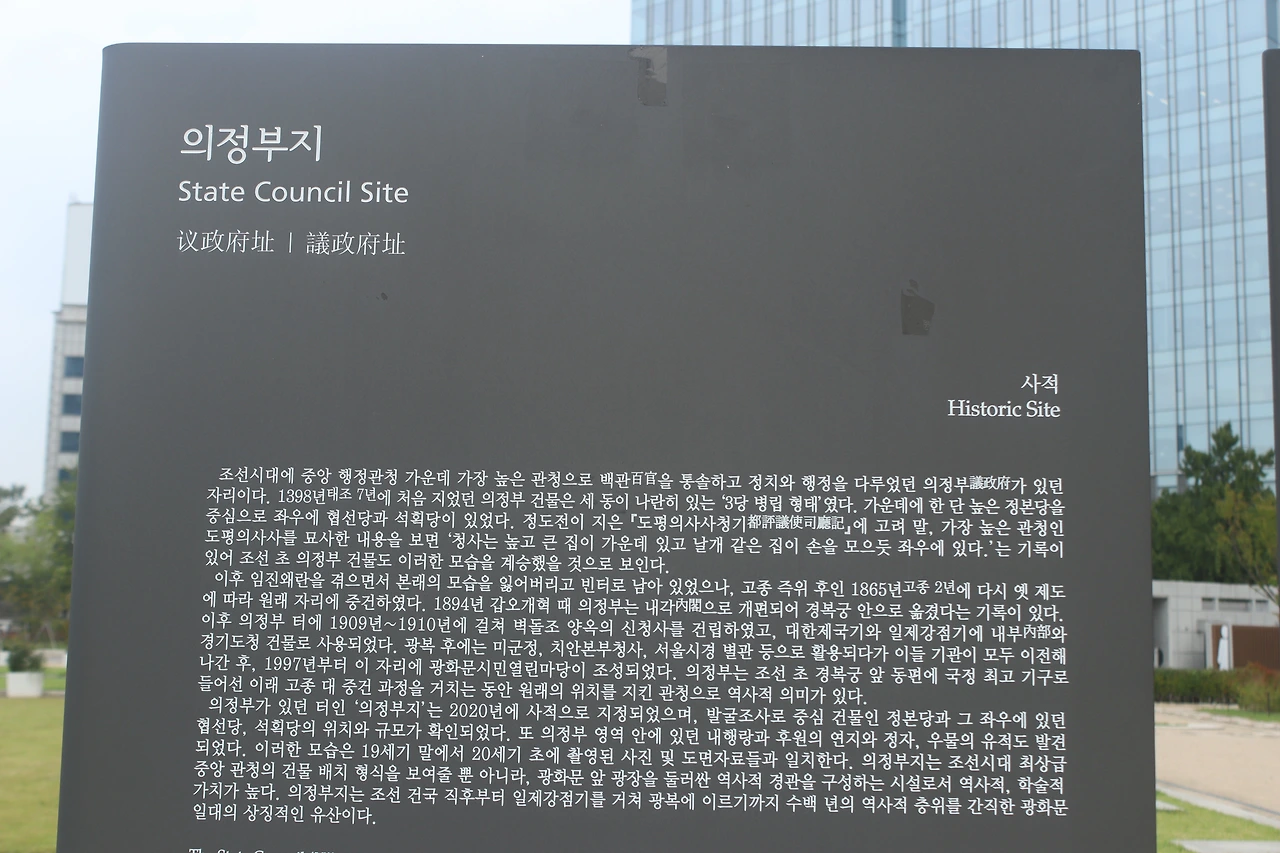 의정부지
State Council Site
议政府址 | 議政府址
사적
Historic Site
조선시대에 중앙 행정관청 가운데 가장 높은 관청으로 백관百官을 통솔하고 정치와 행정을 다루었던 의정부議政府가 있던
자리이다. 1398년태조 7년에 처음 지었던 의정부 건물은 세 동이 나란히 있는 ‘3당 병립 형태’였다. 가운데에 한 단 높은 정본당을
중심으로 좌우에 협선당과 석획당이 있었다. 정도전이 지은 『도평의사사청기都評議使司廳記』에 고려 말, 가장 높은 관청인
도평의사사를 묘사한 내용을 보면 ‘청사는 높고 큰 집이 가운데 있고 날개 같은 집이 손을 모으듯 좌우에 있다.’는 기록이
있어 조선 초 의정부 건물도 이러한 모습을 계승했을 것으로 보인다.
이후 임진왜란을 겪으면서 본래의 모습을 잃어버리고 빈터로 남아 있었으나, 고종 즉위 후인 1865년고종 2년에 다시 옛 제도
에 따라 원래 자리에 중건하였다. 1894년 갑오개혁 때 의정부는 내각內閣으로 개편되어 경복궁 안으로 옮겼다는 기록이 있다.
이후 의정부 터에 1909년~1910년에 걸쳐 벽돌조 양옥의 신청사를 건립하였고, 대한제국기와 일제강점기에 내부內部와
경기도청 건물로 사용되었다. 광복 후에는 미군정, 치안본부청사, 서울시경 별관 등으로 활용되다가 이들 기관이 모두 이전해
나간 후, 1997년부터 이 자리에 광화문시민열린마당이 조성되었다. 의정부는 조선 초 경복궁 앞 동편에 국정 최고 기구로
들어선 이래 고종 대 중건 과정을 거치는 동안 원래의 위치를 지킨 관청으로 역사적 의미가 있다.
의정부가 있던 터인 ‘의정부지’는 2020년에 사적으로 지정되었으며, 발굴조사로 중심 건물인 정본당과 그 좌우에 있던
협선당, 석획당의 위치와 규모가 확인되었다. 또 의정부 영역 안에 있던 내행랑과 후원의 연지와 정자, 우물의 유적도 발견
되었다. 이러한 모습은 19세기 말에서 20세기 초에 촬영된 사진 및 도면자료들과 일치한다. 의정부지는 조선시대 최상급
중앙 관청의 건물 배치 형식을 보여줄 뿐 아니라, 광화문 앞 광장을 둘러싼 역사적 경관을 구성하는 시설로서 역사적, 학술적
가치가 높다. 의정부지는 조선 건국 직후부터 일제강점기를 거쳐 광복에 이르기까지 수백 년의 역사적 층위를 간직한 광화문
일대의 상징적인 유산이다.